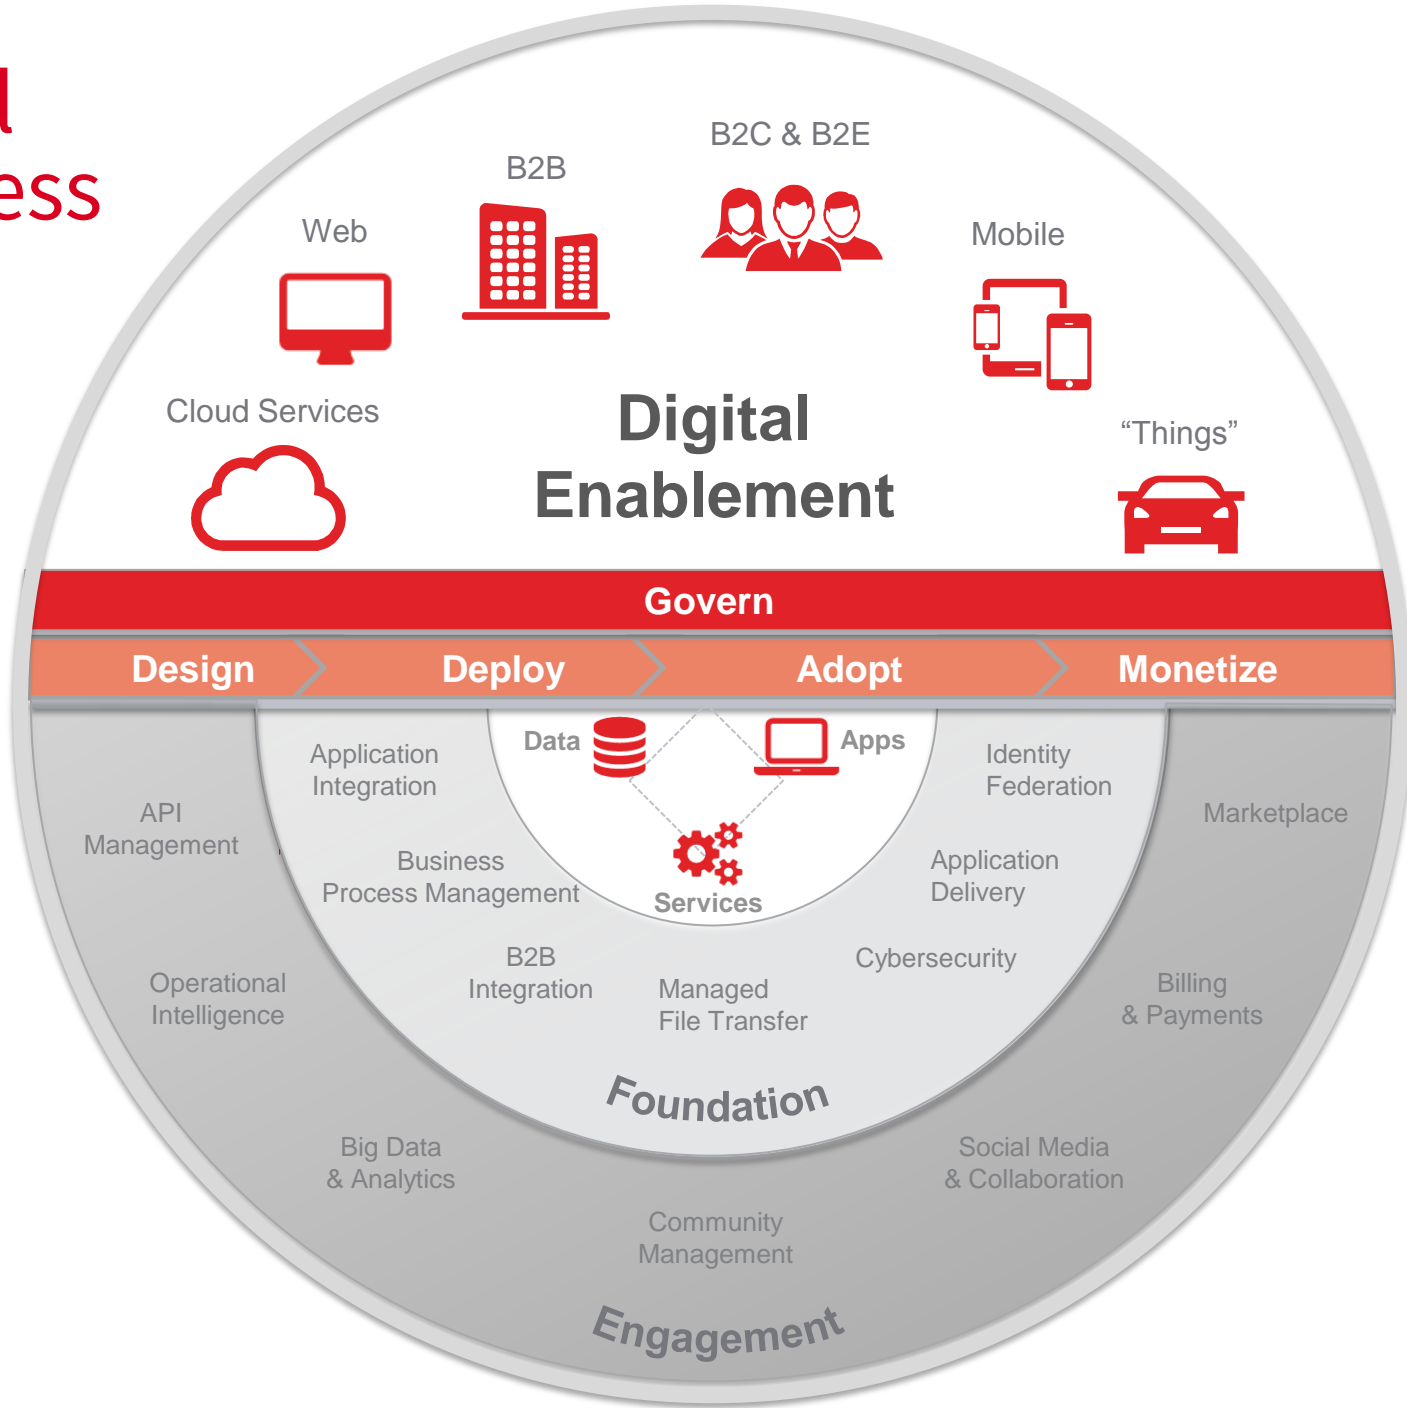 l
ess
B2C & B2E
B2B
Web
Mobile
Cloud Services
“Things”
Digital
Enablement
Govern
Design
Deploy
Adopt
Monetize
Data
Apps
Services
Application
Integration
Identity
Federation
Business
Process Management
Application
Delivery
B2B
Integration
Managed
File Transfer
Cybersecurity
Foundation
API
Management
Marketplace
Operational
Intelligence
Billing
& Payments
Big Data
& Analytics
Social Media
& Collaboration
Community
Management
Engagement